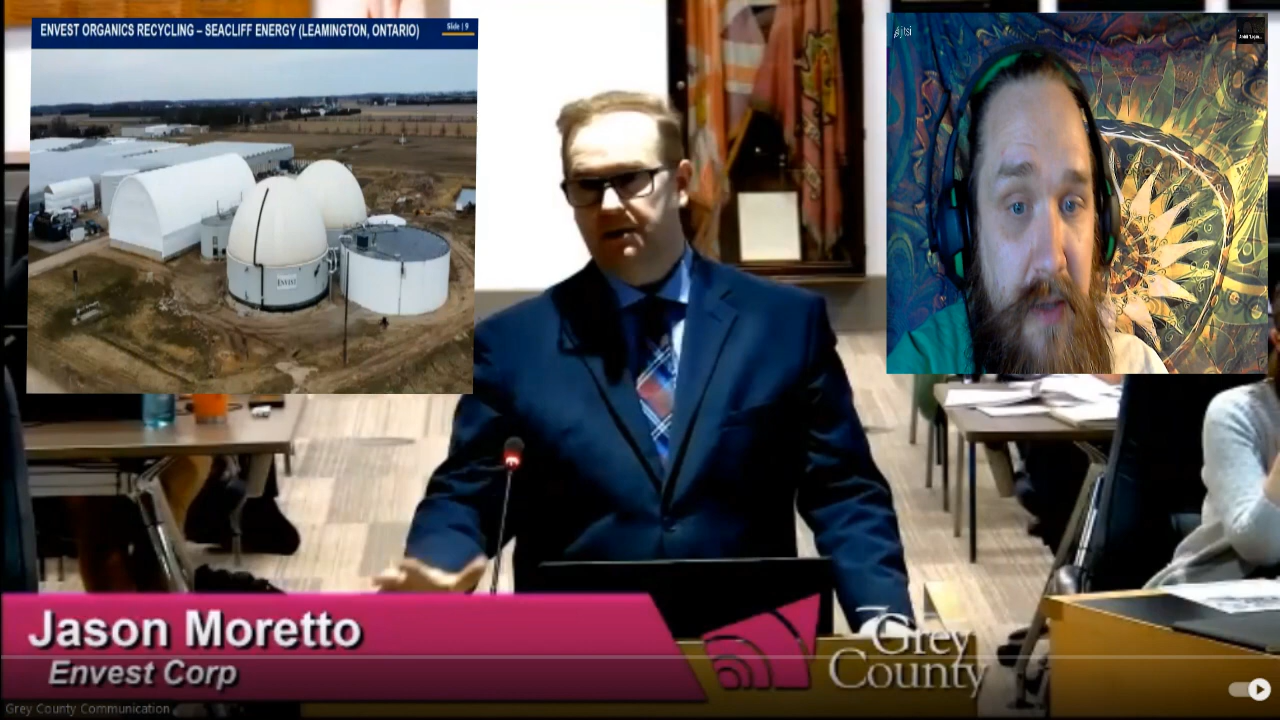 ENVEST ORGANICS RECYCLING – SEACLIFF ENERGY (LEAMINGTON, ONTARIO)
Slide | 9
jitsi
ENVEST
Jason Moretto
Envest Corp
Grey
County
Grey County Communication